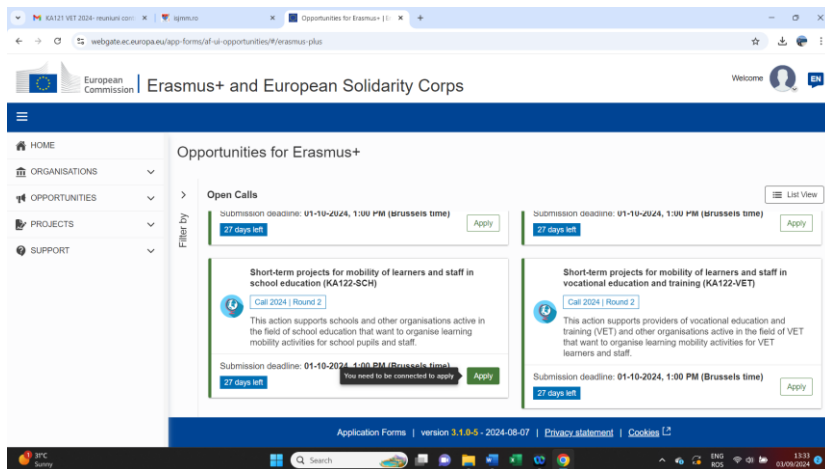 KA121 VET 2024- reuniuni com
iqmm.ro
Opportunities for Erasmus+ | E
webgate.ec.europa.eu/app-forms/af-ui-opportunities/#/erasmus-plus
European
Commission
Erasmus+ and European Solidarity Corps
Welcome
EN
HOME
ORGANISATIONS
OPPORTUNITIES
PROJECTS
SUPPORT
Opportunities for Erasmus+
Filter by
Open Calls
List View
Submission deadline: 01-10-2024, 1:00 PM (Brussels time)
27 days left
Apply
Submission deadline: 01-10-2024, 1:00 PM (Brussels time)
27 days left
Apply
Short-term projects for mobility of learners and staff in
school education (KA122-SCH)
Call 2024 | Round 2
This action supports schools and other organisations active in
the field of school education that want to organise learning
mobility activities for school pupils and staff.
Submission deadline: 01-10-2024, 1:00 PM (Brussels time)
27 days left
You need to be connected to apply
Apply
Short-term projects for mobility of learners and staff in
vocational education and training (KA122-VET)
Call 2024 | Round 2
This action supports providers of vocational education and
training (VET) and other organisations active in the field of VET
that want to organise learning mobility activities for VET
learners and staff.
Submission deadline: 01-10-2024, 1:00 PM (Brussels time)
27 days left
Apply
Application Forms | version 3.1.0-5 - 2024-08-07 | Privacy statement | Cookies
31°C
Sunny
Search
ENG
ROS
13:33
03/09/2024